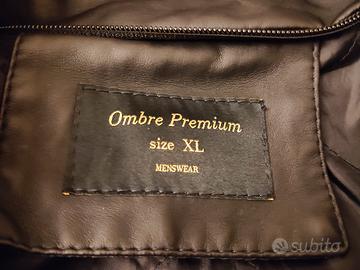 Ombre Premium
size XL
MENSWEAR
subito